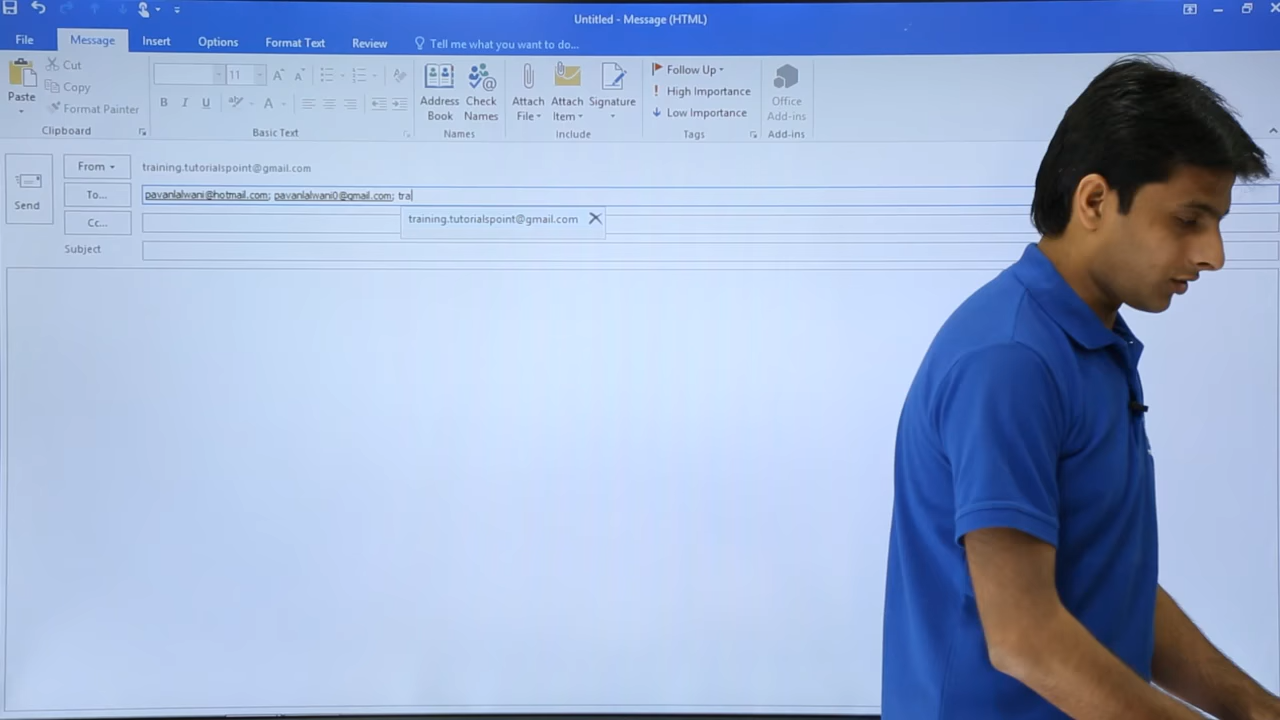 Untitled - Message (HTML)
File Message Insert Options Format Text Review Tell me what you want to do...
Paste
Cut
Copy
Format Painter
Clipboard
11
B I U
Basic Text
Address Book
Check Names
Names
Attach File
Attach Item
Signature
Include
Follow Up
High Importance
Low Importance
Tags
Office Add-ins
Add-ins
Send
From training.tutorialspoint@gmail.com
To... pavanlalwani@hotmail.com; pavanlalwani0@gmail.com; tra
training.tutorialspoint@gmail.com
Cc...
Subject